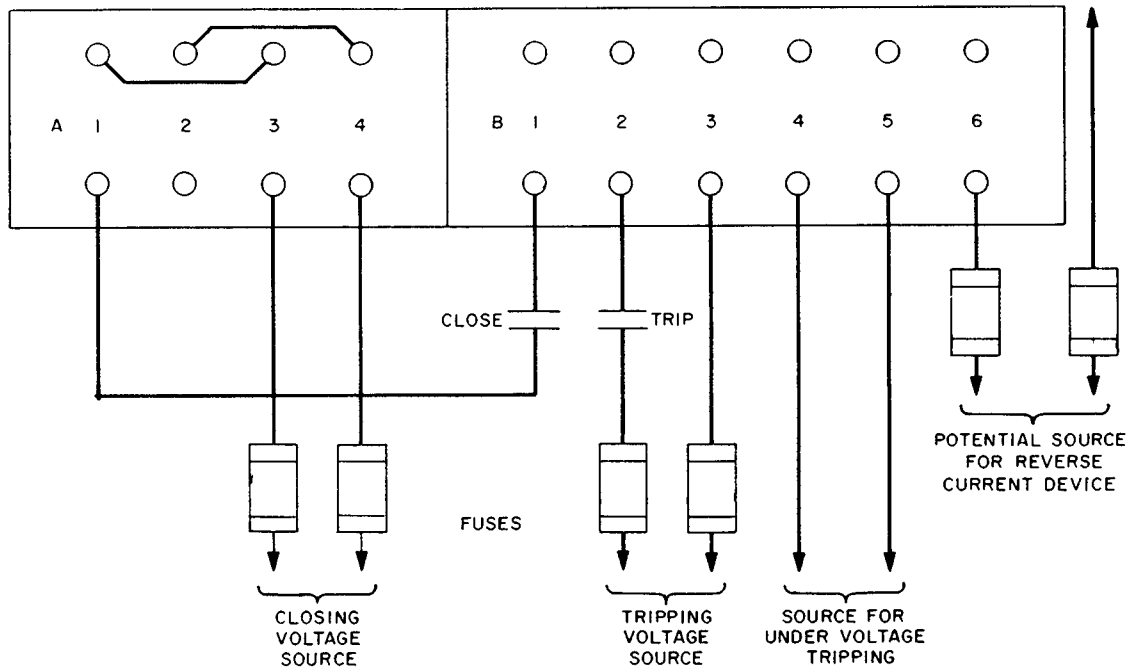 A 1 2 3 4 B 1 2 3 4 5 6
CLOSE TRIP
POTENTIAL SOURCE
FOR REVERSE
CURRENT DEVICE
FUSES
CLOSING
VOLTAGE
SOURCE
TRIPPING
VOLTAGE
SOURCE
SOURCE FOR
UNDER VOLTAGE
TRIPPING